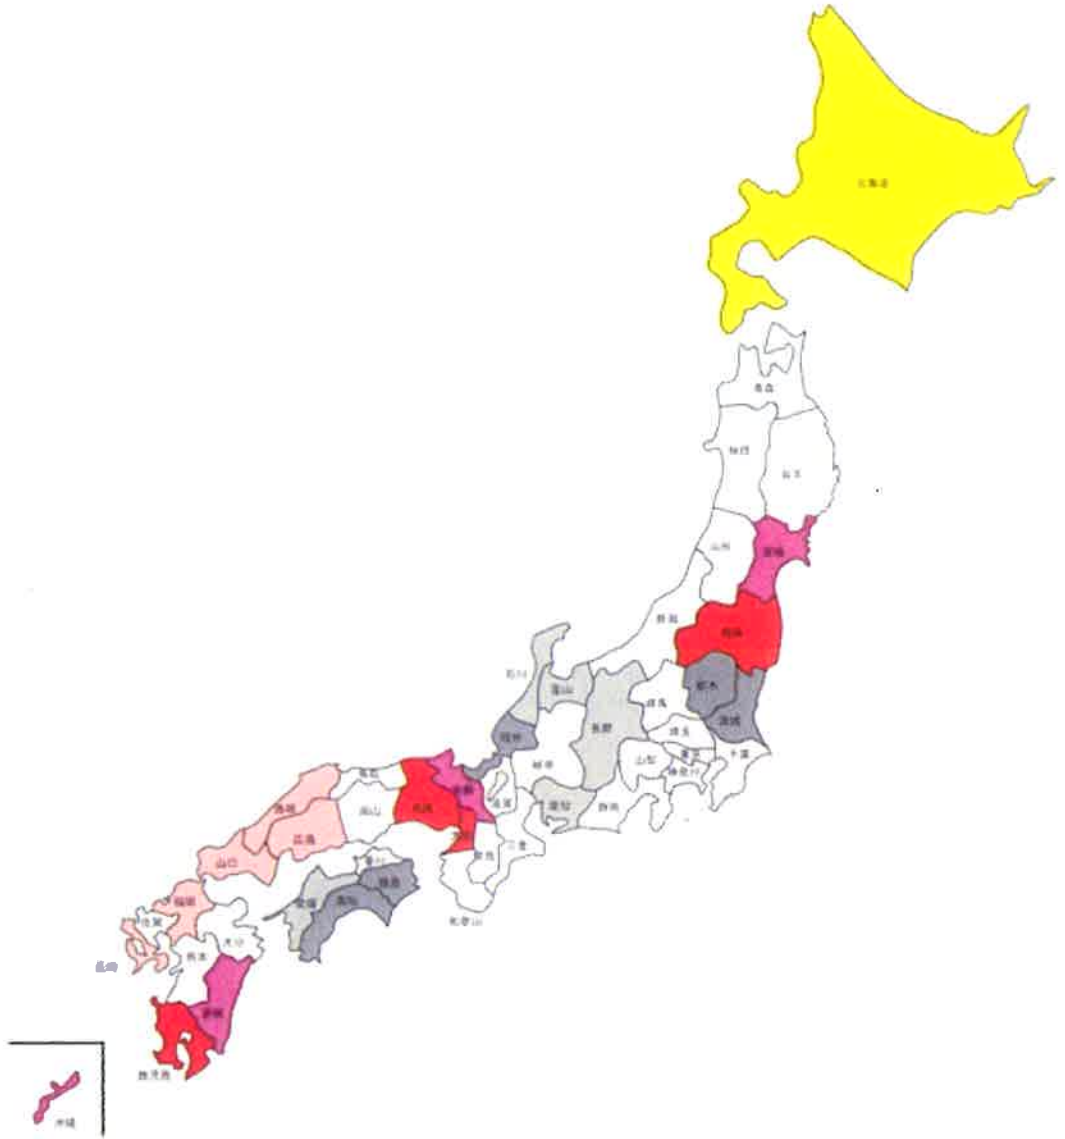 北海道
青森
秋田
岩手
山形
宮城
新潟
福島
石川
富山
栃木
群馬
茨城
福井
長野
埼玉
岐阜
山梨
東京
千葉
神奈川
鳥取
京都
滋賀
愛知
静岡
島根
岡山
兵庫
広島
大阪
三重
奈良
山口
香川
徳島
福岡
愛媛
高知
佐賀
和歌山
大分
熊本
宮崎
鹿児島
沖縄